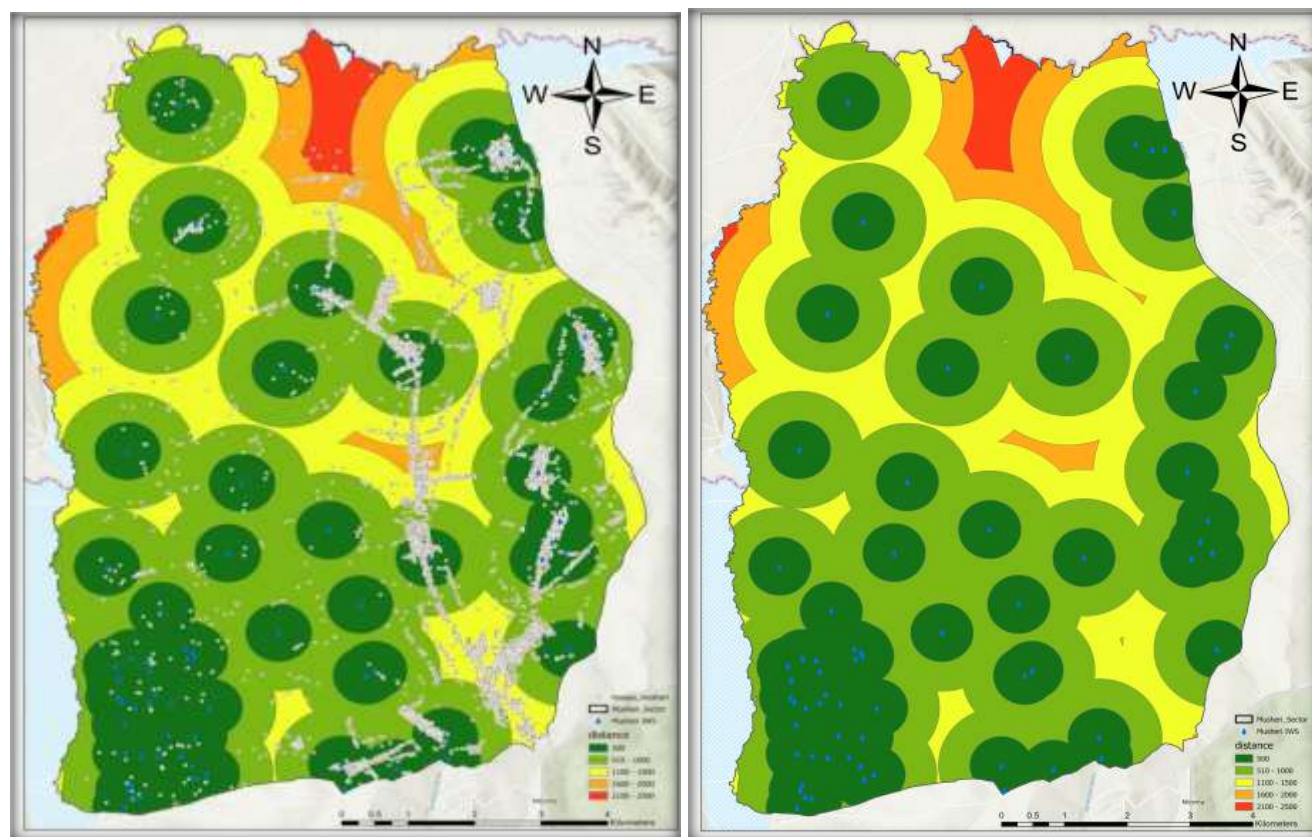 N
W E
S
Musheri_Sector
Musheri IWS
distance
500
510 - 1000
1100 - 1500
1600 - 2000
2100 - 2500
0 0.5 1 2 3 4
Kilometers
N
W E
S
Musheri_Sector
Musheri IWS
distance
500
510 - 1000
1100 - 1500
1600 - 2000
2100 - 2500
0 0.5 1 2 3 4
Kilometers